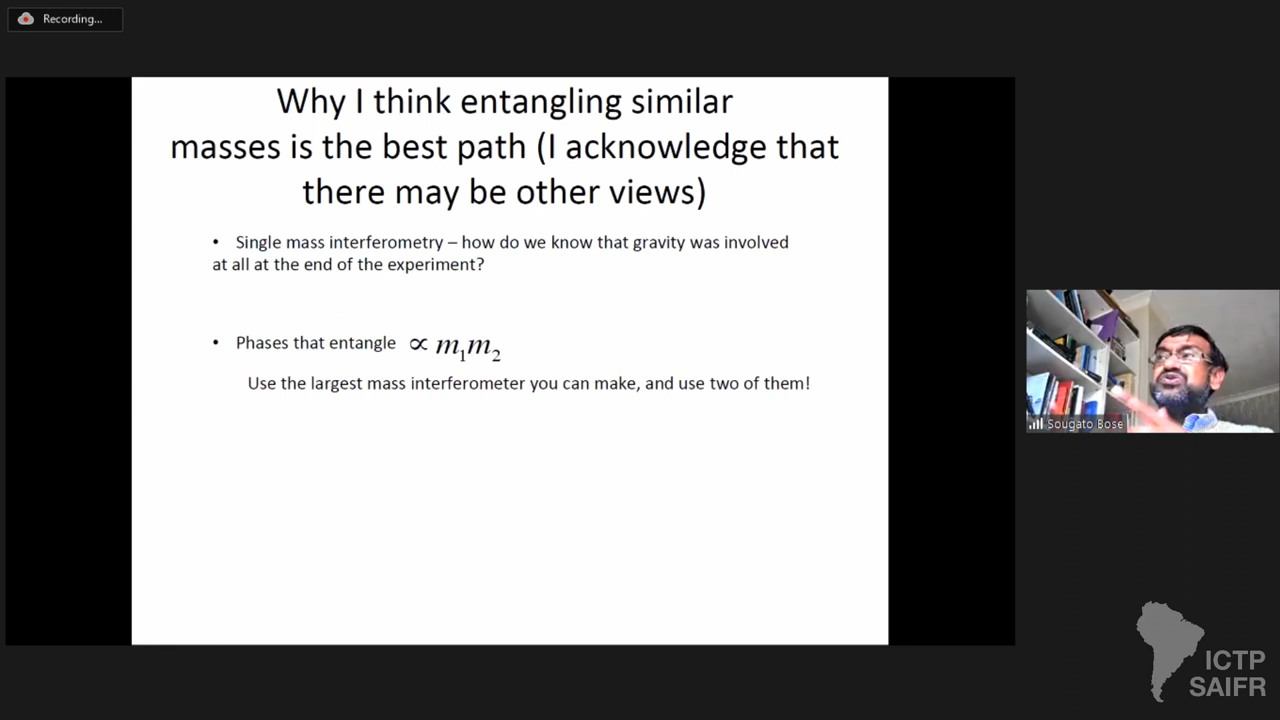 Recording...
Why I think entangling similar
masses is the best path (I acknowledge that
there may be other views)
• Single mass interferometry – how do we know that gravity was involved
at all at the end of the experiment?
• Phases that entangle ∝ m₁m₂
Use the largest mass interferometer you can make, and use two of them!
Sougato Bose
ICTP
SAIFR